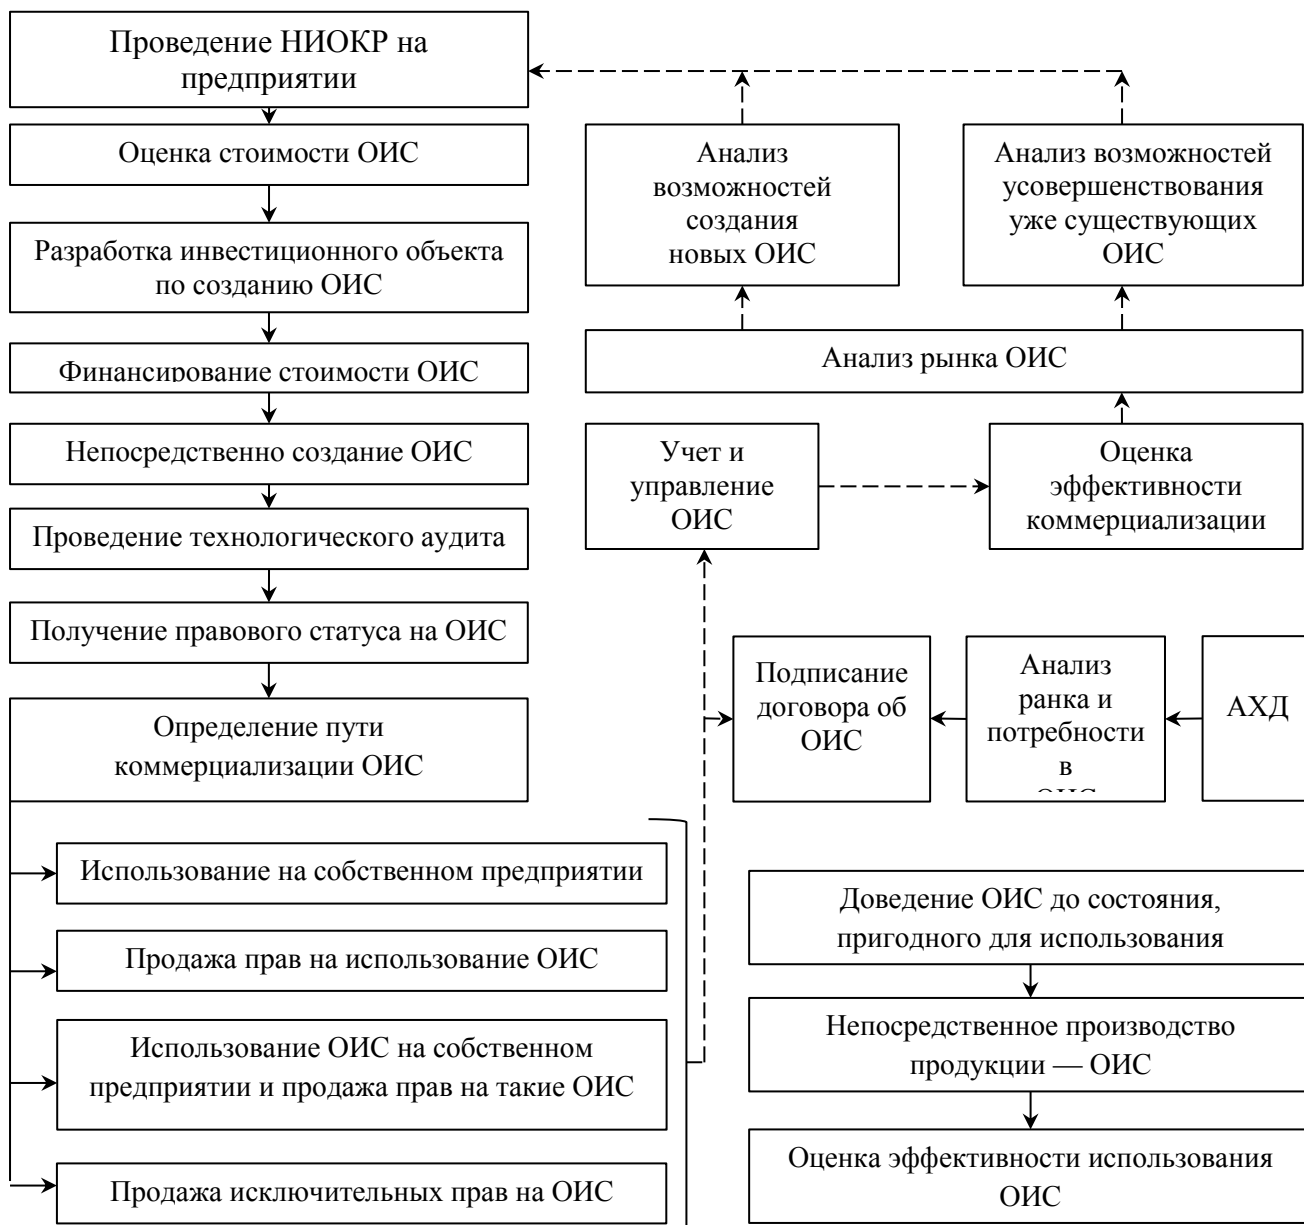 Проведение НИОКР на
предприятии
Оценка стоимости ОИС
Разработка инвестиционного объекта
по созданию ОИС
Финансирование стоимости ОИС
Непосредственно создание ОИС
Проведение технологического аудита
Получение правового статуса на ОИС
Определение пути
коммерциализации ОИС
Использование на собственном предприятии
Продажа прав на использование ОИС
Использование ОИС на собственном
предприятии и продажа прав на такие ОИС
Продажа исключительных прав на ОИС
Анализ
возможностей
создания
новых ОИС
Анализ возможностей
усовершенствования
уже существующих
ОИС
Анализ рынка ОИС
Учет и
управление
ОИС
Оценка
эффективности
коммерциализации
Подписание
договора об
ОИС
Анализ
ранка и
потребности
в
ОИС
АХД
Доведение ОИС до состояния,
пригодного для использования
Непосредственное производство
продукции — ОИС
Оценка эффективности использования
ОИС